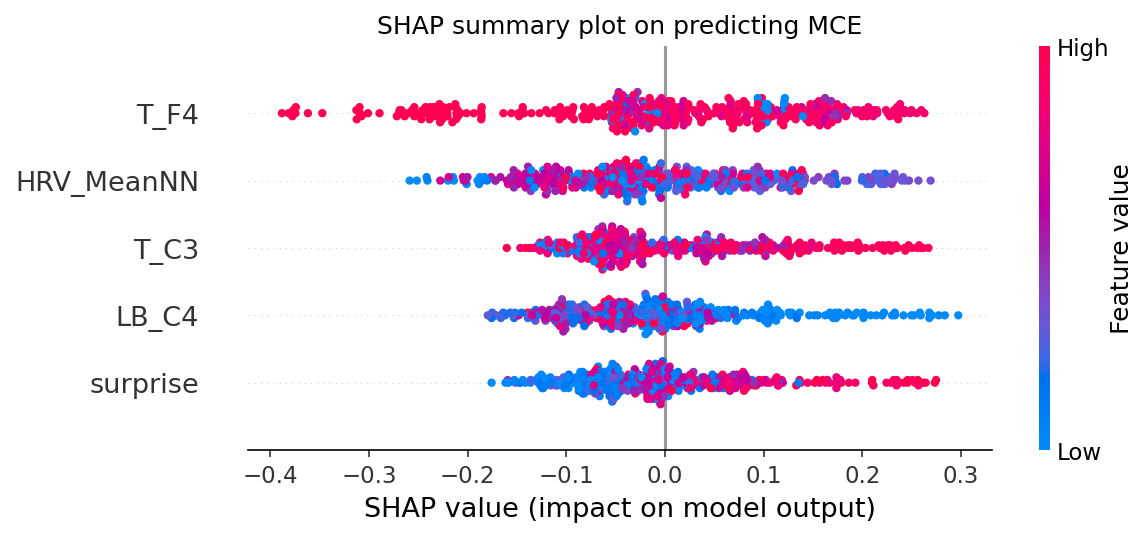 SHAP summary plot on predicting MCE
High
T_F4
HRV_MeanNN
T_C3
LB_C4
surprise
Feature value
Low
−0.4 −0.3 −0.2 −0.1 0.0 0.1 0.2 0.3
SHAP value (impact on model output)